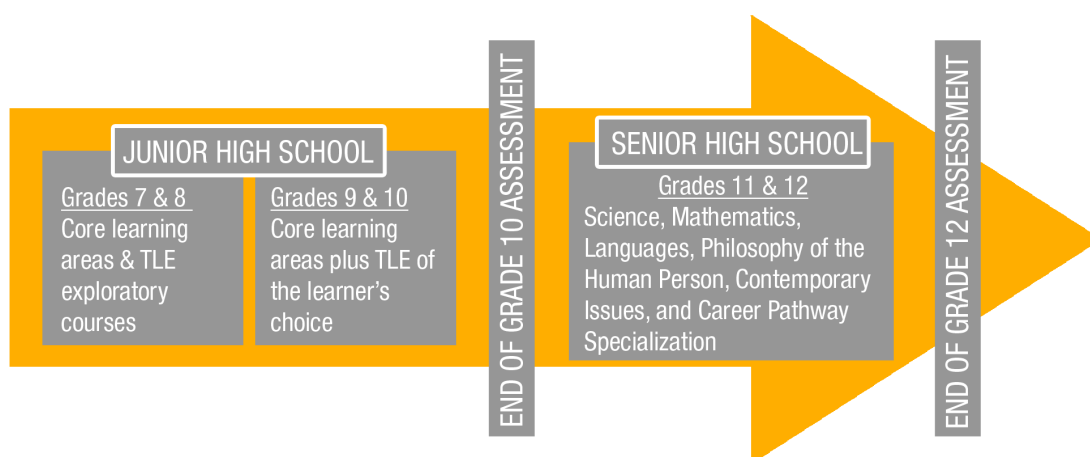 JUNIOR HIGH SCHOOL
Grades 7 & 8
Core learning
areas & TLE
exploratory
courses
Grades 9 & 10
Core learning
areas plus TLE of
the learner’s
choice
END OF GRADE 10 ASSESSMENT
SENIOR HIGH SCHOOL
Grades 11 & 12
Science, Mathematics,
Languages, Philosophy of the
Human Person, Contemporary
Issues, and Career Pathway
Specialization
END OF GRADE 12 ASSESSMENT